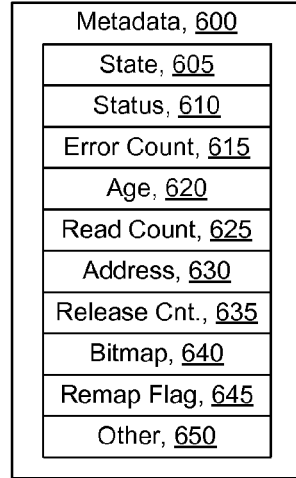 Metadata, 600
State, 605
Status, 610
Error Count, 615
Age, 620
Read Count, 625
Address, 630
Release Cnt., 635
Bitmap, 640
Remap Flag, 645
Other, 650